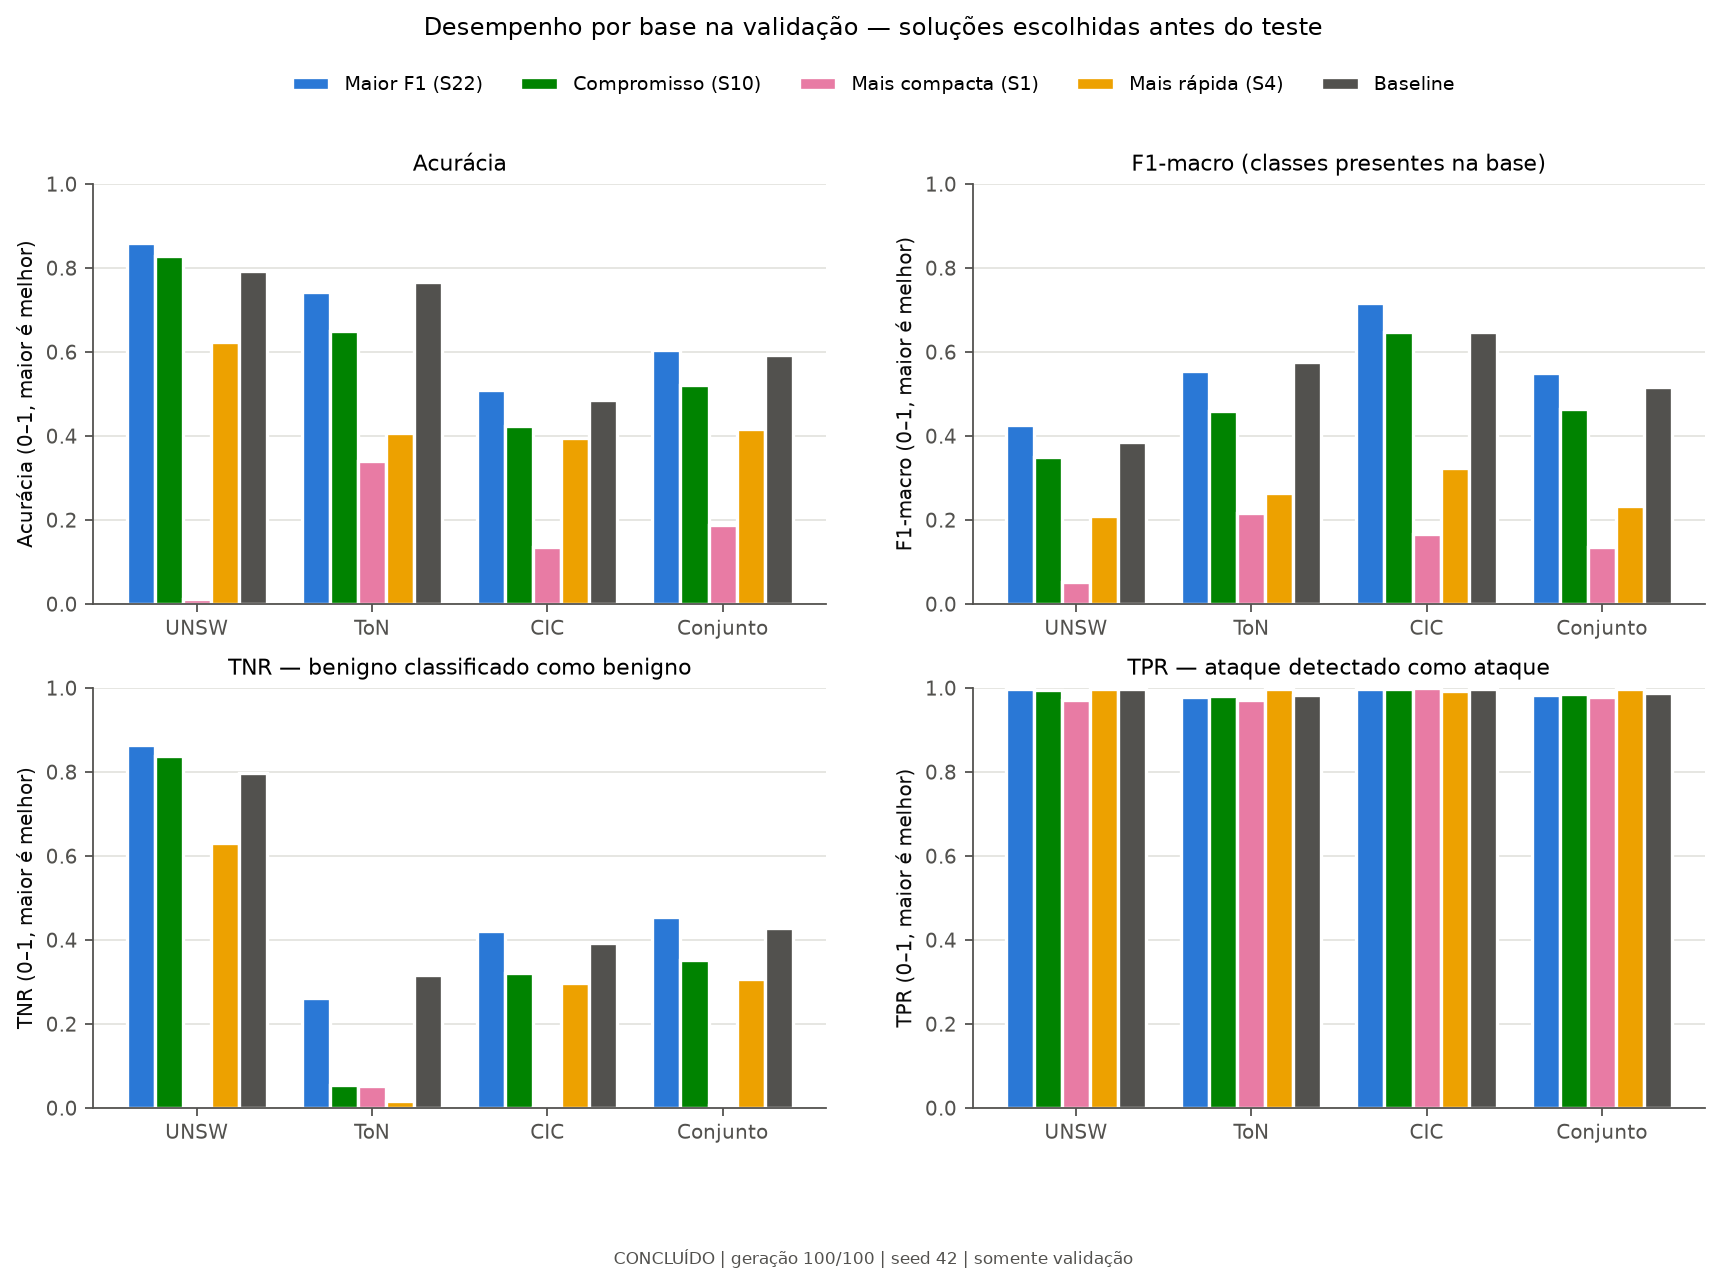 Desempenho por base na validação — soluções escolhidas antes do teste
Maior F1 (S22) Compromisso (S10) Mais compacta (S1) Mais rápida (S4) Baseline
Acurácia
Acurácia (0–1, maior é melhor)
1.0
0.8
0.6
0.4
0.2
0.0
UNSW ToN CIC Conjunto
F1-macro (classes presentes na base)
F1-macro (0–1, maior é melhor)
1.0
0.8
0.6
0.4
0.2
0.0
UNSW ToN CIC Conjunto
TNR — benigno classificado como benigno
TNR (0–1, maior é melhor)
1.0
0.8
0.6
0.4
0.2
0.0
UNSW ToN CIC Conjunto
TPR — ataque detectado como ataque
TPR (0–1, maior é melhor)
1.0
0.8
0.6
0.4
0.2
0.0
UNSW ToN CIC Conjunto
CONCLUÍDO | geração 100/100 | seed 42 | somente validação